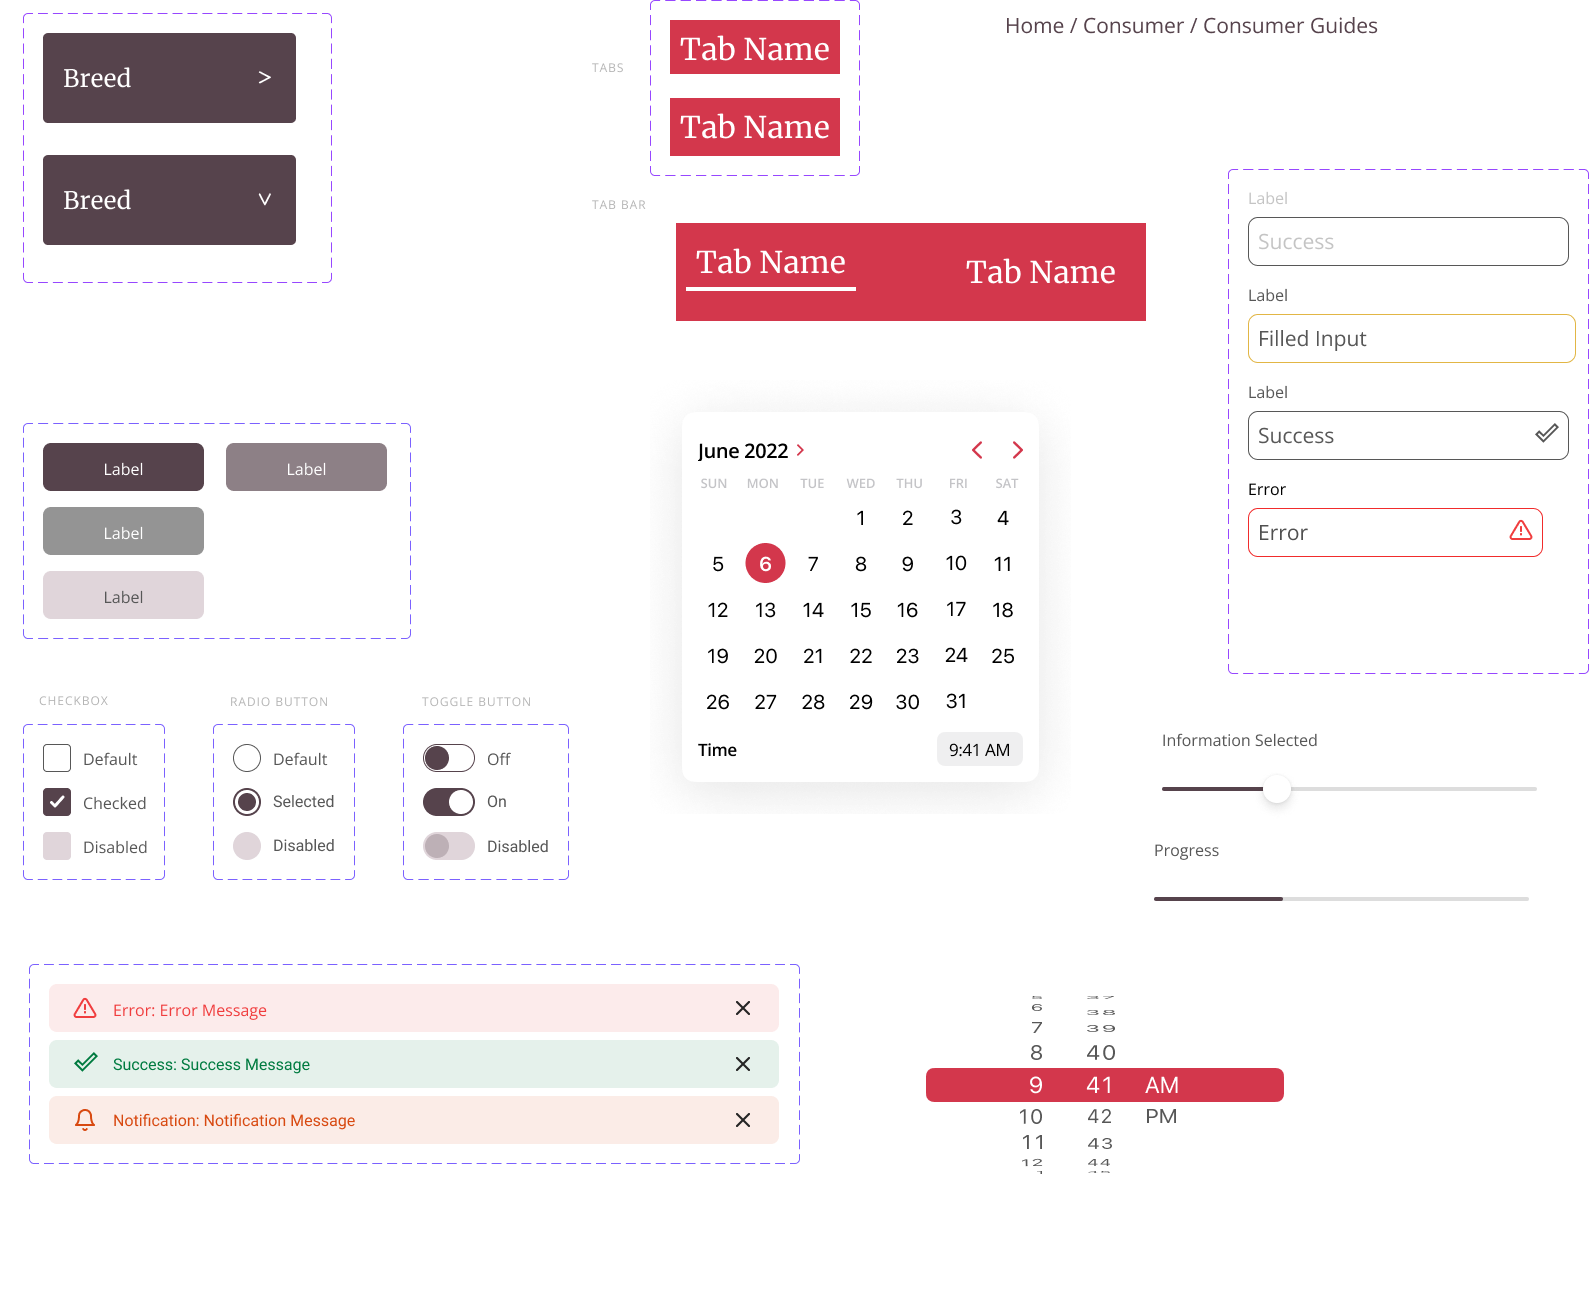 Breed >
Breed >
TABS
Tab Name
Tab Name
Home / Consumer / Consumer Guides
TAB BAR
Tab Name Tab Name
Label
Success
Label
Filled Input
Label
Success
Error
Error
Label Label
Label
Label
June 2022
SUN MON TUE WED THU FRI SAT
1 2 3 4
5 6 7 8 9 10 11
12 13 14 15 16 17 18
19 20 21 22 23 24 25
26 27 28 29 30 31
Time 9:41 AM
CHECKBOX
Default
Checked
Disabled
RADIO BUTTON
Default
Selected
Disabled
TOGGLE BUTTON
Off
On
Disabled
Information Selected
Progress
Error: Error Message
Success: Success Message
Notification: Notification Message
5 37
6 38
7 39
8 40
9 41 AM
10 42 PM
11 43
12 44